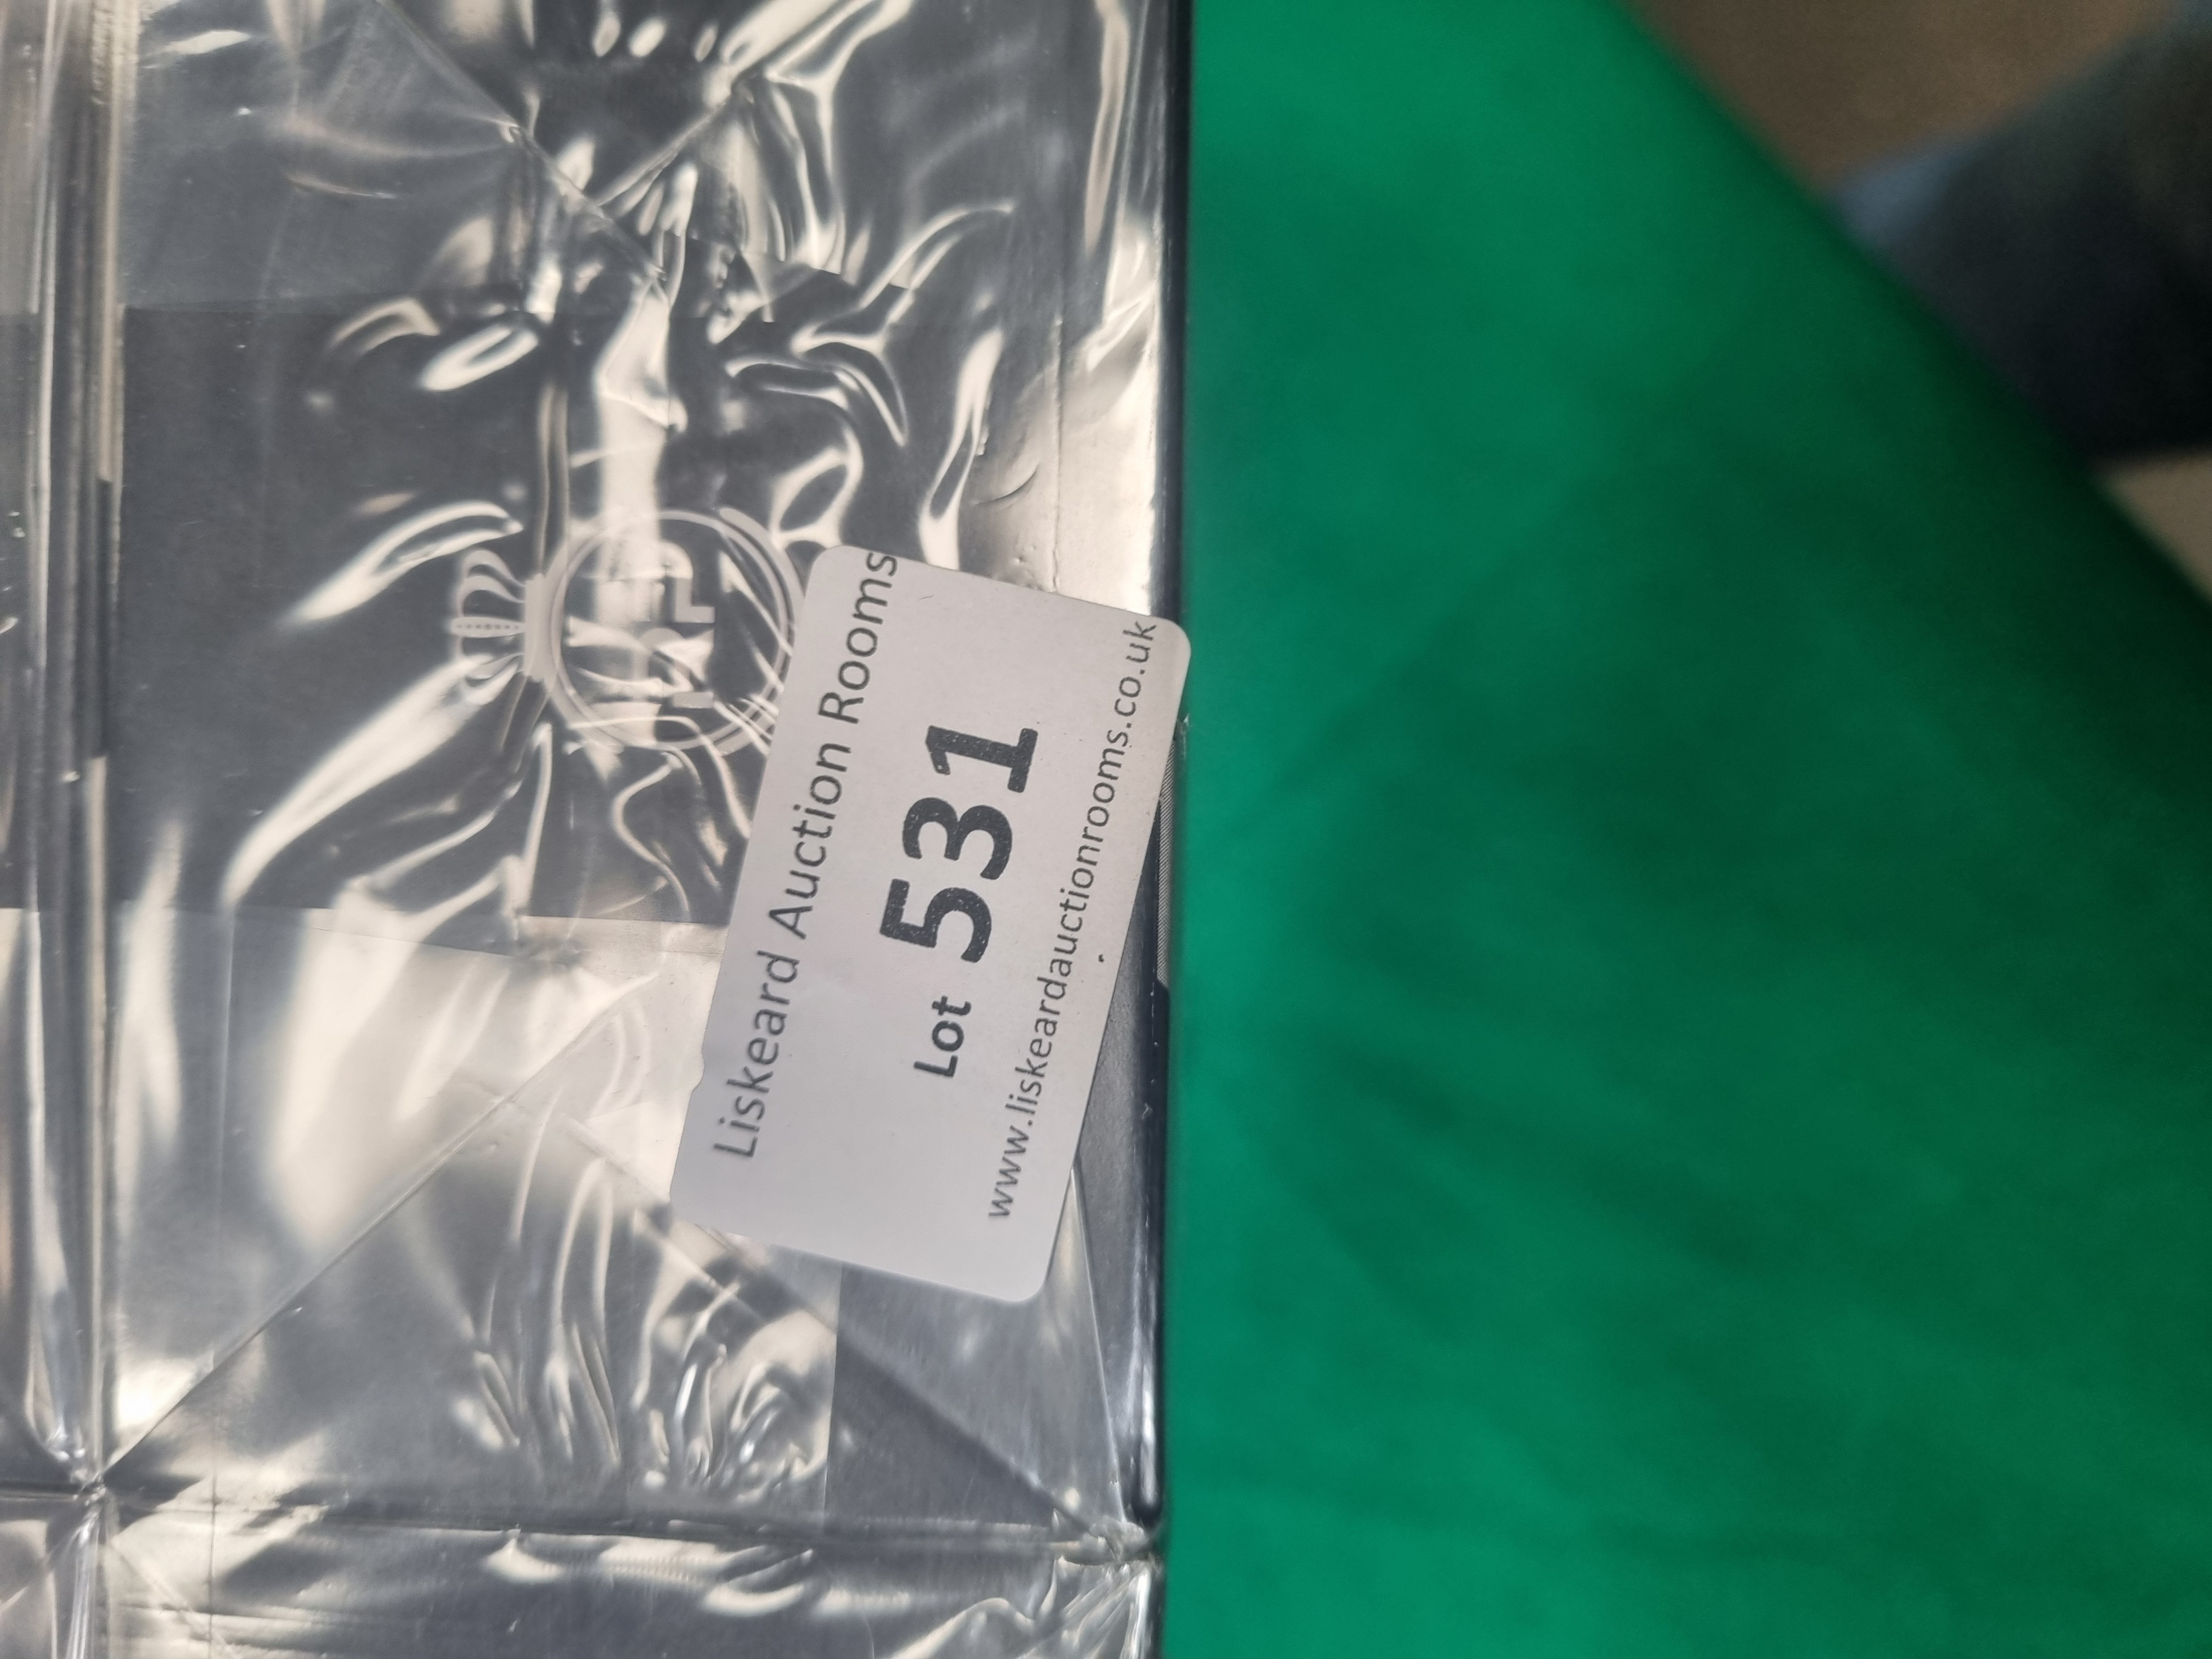 Liskeard Auction Rooms
Lot 531
www.liskeardauctionrooms.co.uk